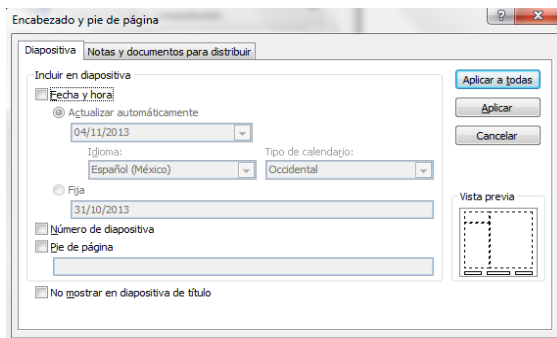 Encabezado y pie de página
Diapositiva Notas y documentos para distribuir
Incluir en diapositiva
Fecha y hora
Actualizar automáticamente
04/11/2013
Idioma: Tipo de calendario:
Español (México) Occidental
Fija
31/10/2013
Número de diapositiva
Pie de página
No mostrar en diapositiva de título
Aplicar a todas
Aplicar
Cancelar
Vista previa